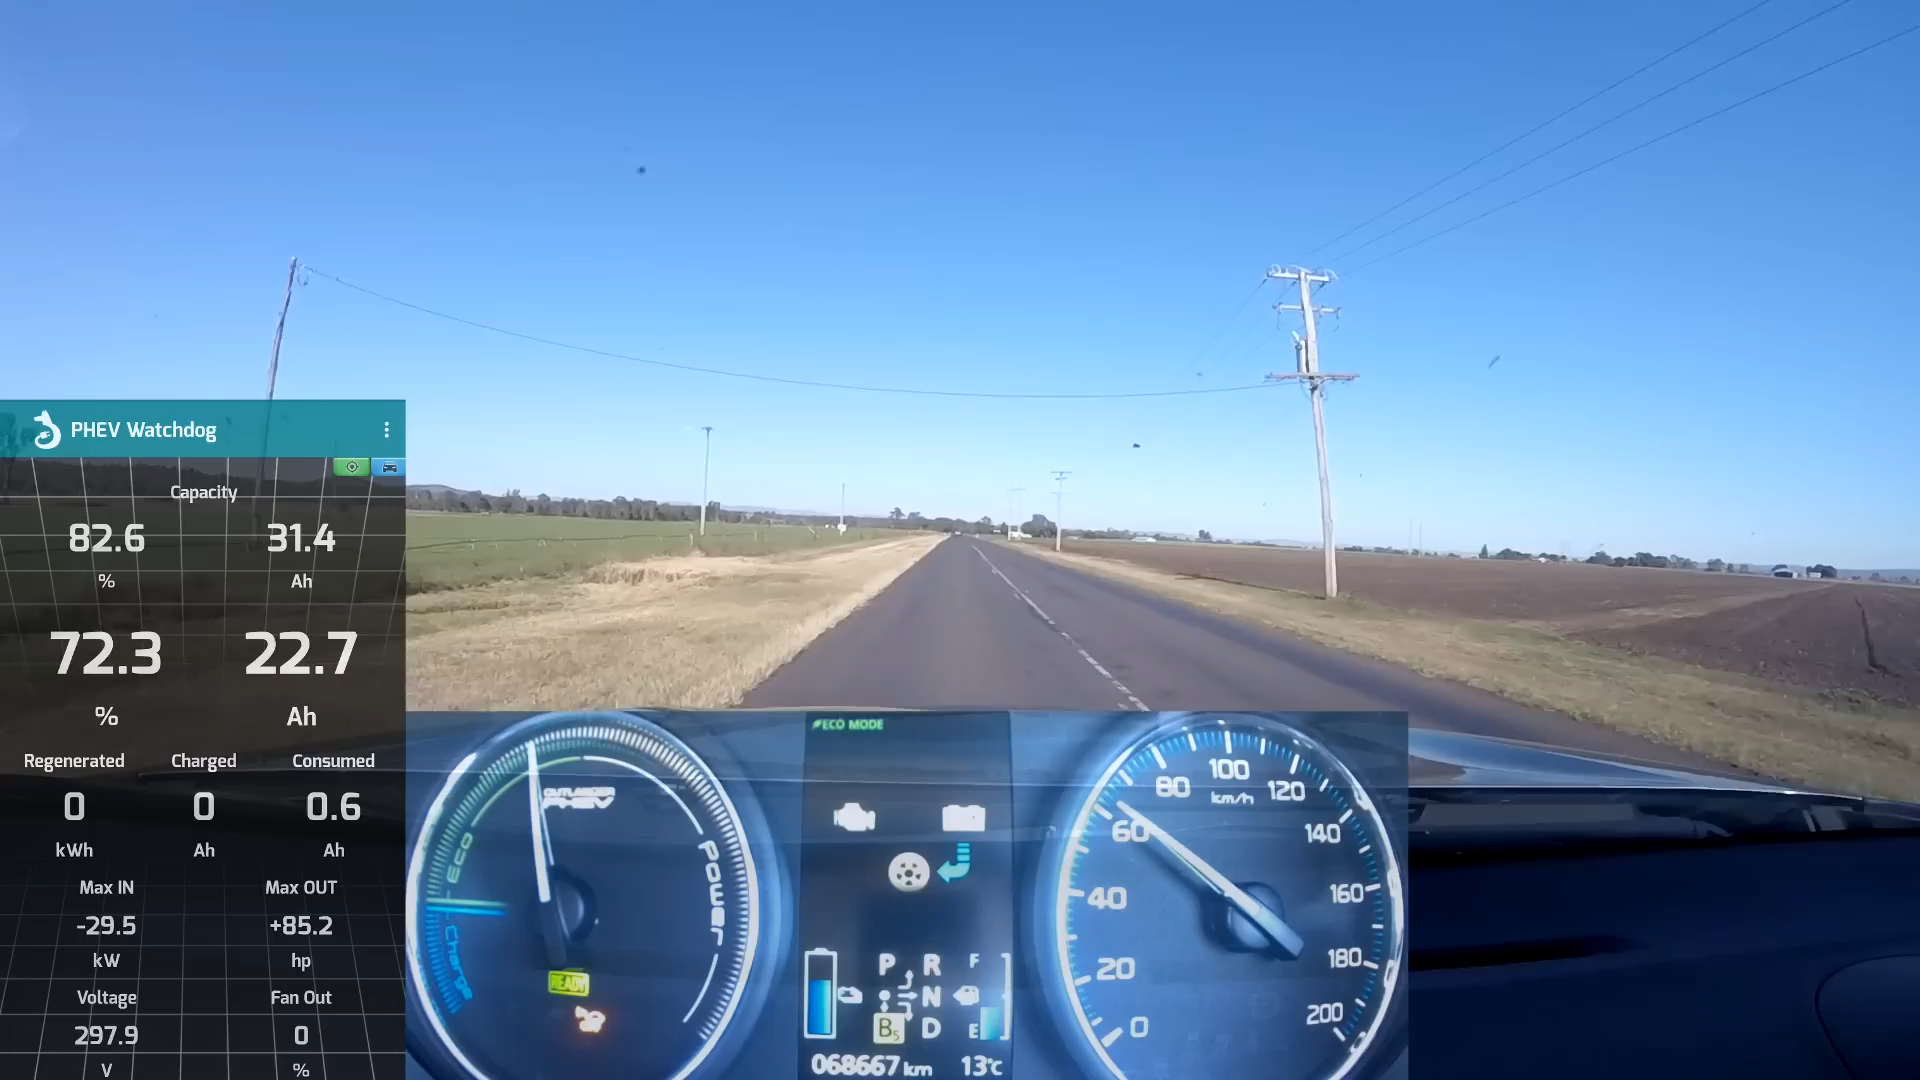 PHEV Watchdog
Capacity
82.6 31.4
% Ah
72.3 22.7
% Ah
Regenerated Charged Consumed
0 0 0.6
kWh Ah Ah
Max IN Max OUT
-29.5 +85.2
kW hp
Voltage Fan Out
297.9 0
V %
OUTLANDER
PHEV
Eco
Power
Charge
READY
ECO MODE
P R F
N
B5 D E
068667 km 13°C
0
20
40
60
80
100
120
140
160
180
200
km/h